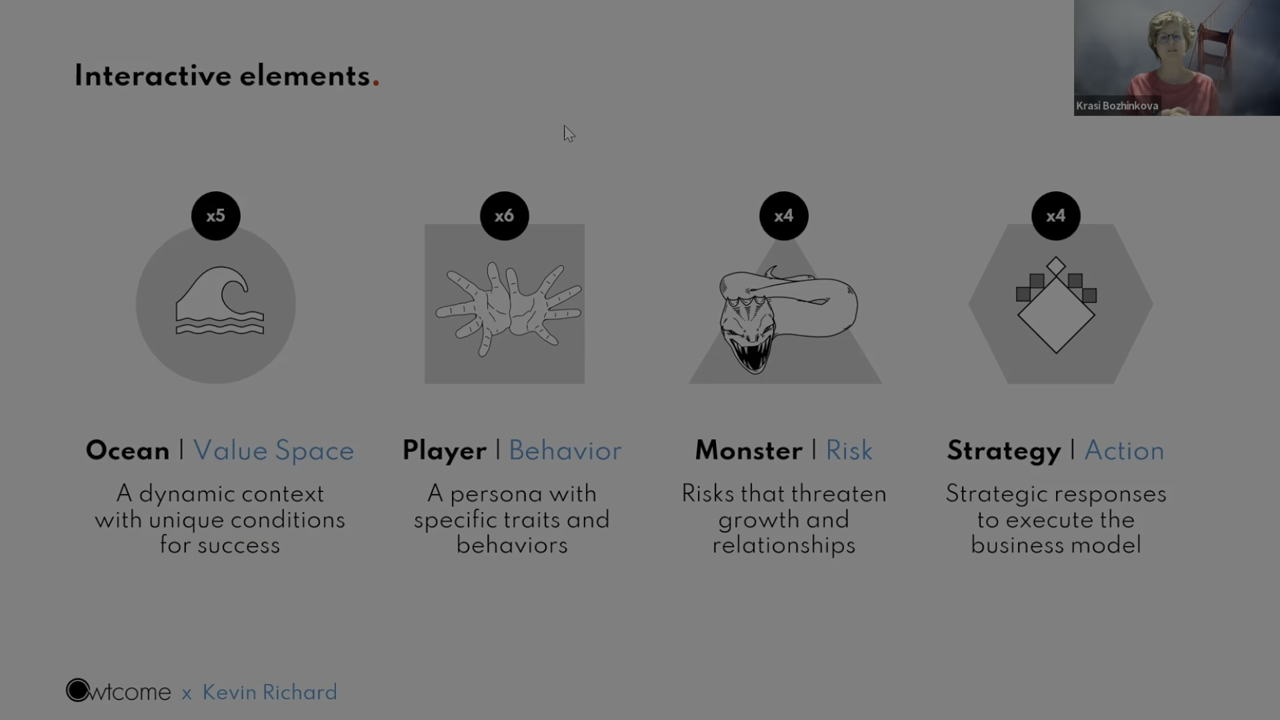 Interactive elements.
Krasi Bozhinkova
x5
x6
x4
x4
Ocean | Value Space
A dynamic context
with unique conditions
for success
Player | Behavior
A persona with
specific traits and
behaviors
Monster | Risk
Risks that threaten
growth and
relationships
Strategy | Action
Strategic responses
to execute the
business model
Owtcome x Kevin Richard